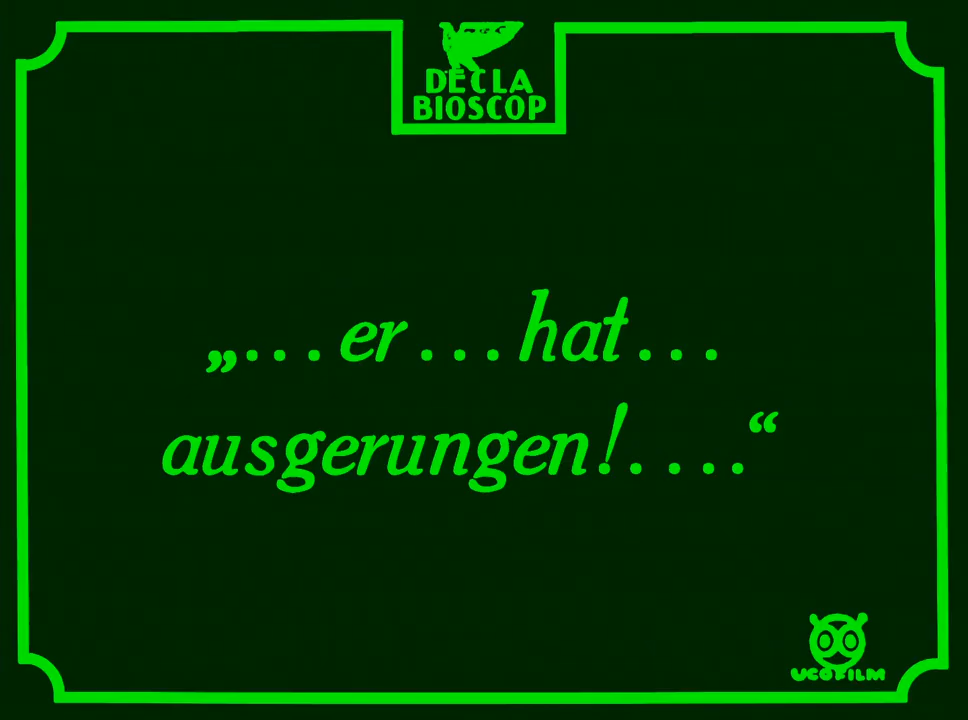 DECLA
BIOSCOP
„...er...hat...
ausgerungen!....“
UCOFILM